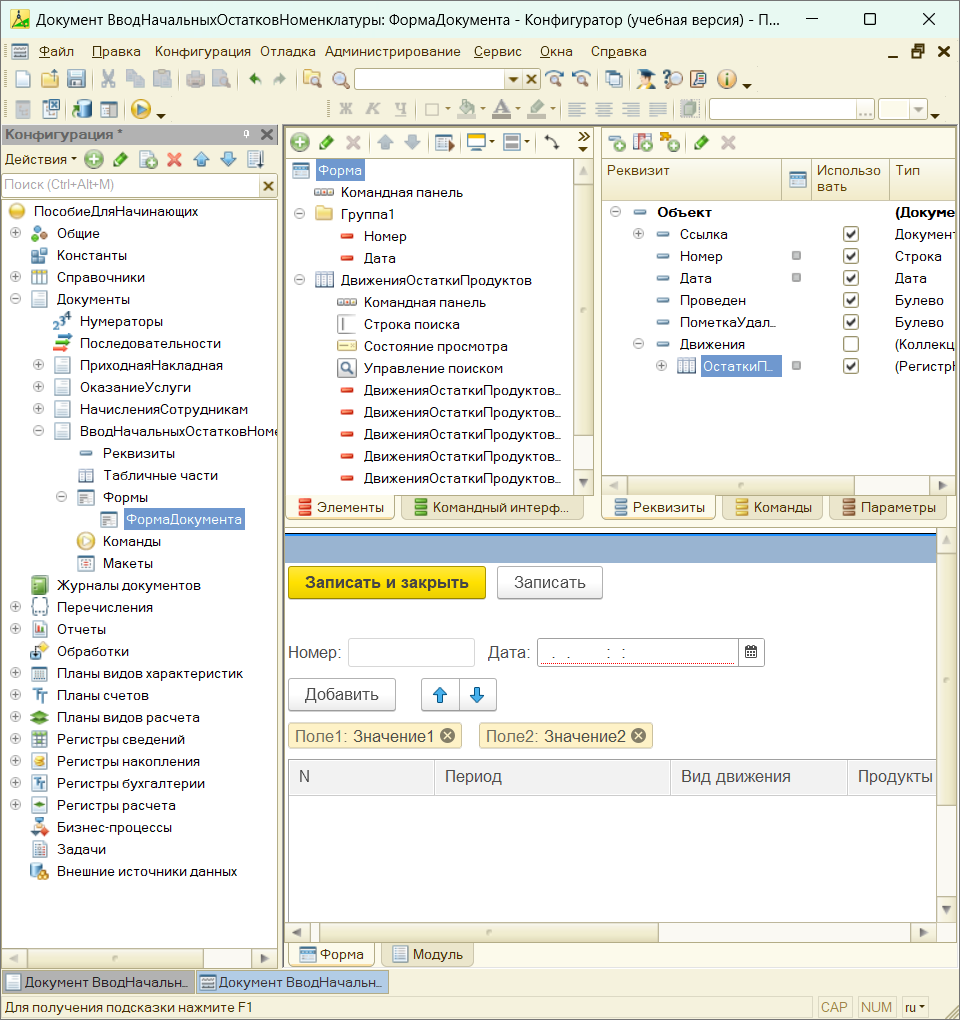 Документ ВводНачальныхОстатковНоменклатуры: ФормаДокумента - Конфигуратор (учебная версия) - П...
Файл Правка Конфигурация Отладка Администрирование Сервис Окна Справка
Конфигурация *
Действия
Поиск (Ctrl+Alt+M)
ПособиеДляНачинающих
Общие
Константы
Справочники
Документы
Нумераторы
Последовательности
ПриходнаяНакладная
ОказаниеУслуги
НачисленияСотрудникам
ВводНачальныхОстатковНоме
Реквизиты
Табличные части
Формы
ФормаДокумента
Команды
Макеты
Журналы документов
Перечисления
Отчеты
Обработки
Планы видов характеристик
Планы счетов
Планы видов расчета
Регистры сведений
Регистры накопления
Регистры бухгалтерии
Регистры расчета
Бизнес-процессы
Задачи
Внешние источники данных
Форма
Командная панель
Группа1
Номер
Дата
ДвиженияОстаткиПродуктов
Командная панель
Строка поиска
Состояние просмотра
Управление поиском
ДвиженияОстаткиПродуктов...
ДвиженияОстаткиПродуктов...
ДвиженияОстаткиПродуктов...
ДвиженияОстаткиПродуктов...
ДвиженияОстаткиПродуктов...
Элементы Командный интерф...
Реквизит Использо
вать Тип
Объект (Докуме
Ссылка Документ
Номер Строка
Дата Дата
Проведен Булево
ПометкаУдал... Булево
Движения (Коллекц
ОстаткиП... (РегистрН
Реквизиты Команды Параметры
Записать и закрыть Записать
Номер: Дата: . . : :
Добавить
Поле1: Значение1 Поле2: Значение2
N Период Вид движения Продукты
Форма Модуль
Документ ВводНачальн... Документ ВводНачальн...
Для получения подсказки нажмите F1 CAP NUM ru